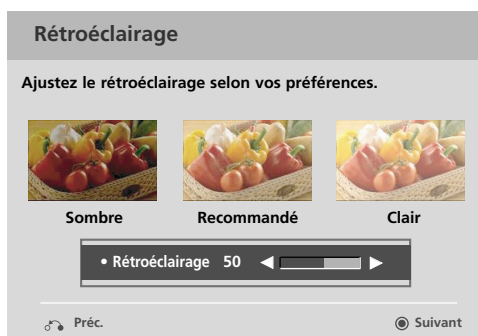 Rétroéclairage
Ajustez le rétroéclairage selon vos préférences.
Sombre Recommandé Clair
• Rétroéclairage 50
Préc. Suivant